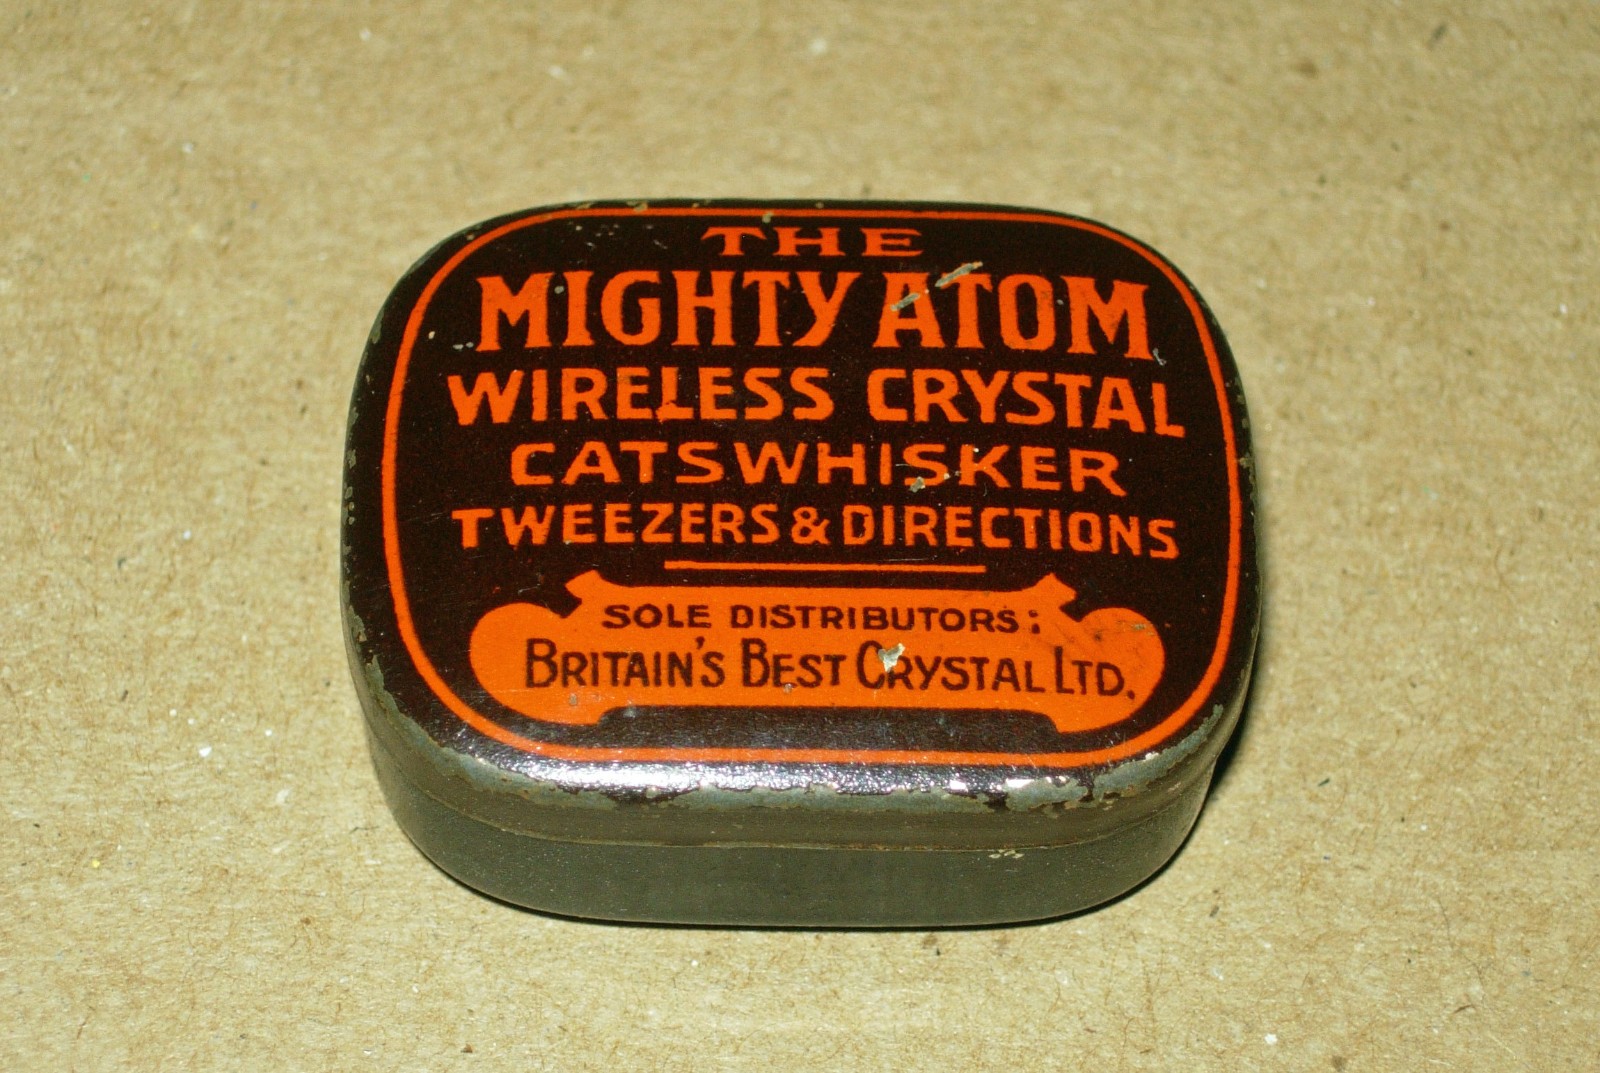 THE
MIGHTY ATOM
WIRELESS CRYSTAL
CATSWHISKER
TWEEZERS & DIRECTIONS
SOLE DISTRIBUTORS:
BRITAIN'S BEST CRYSTAL LTD.